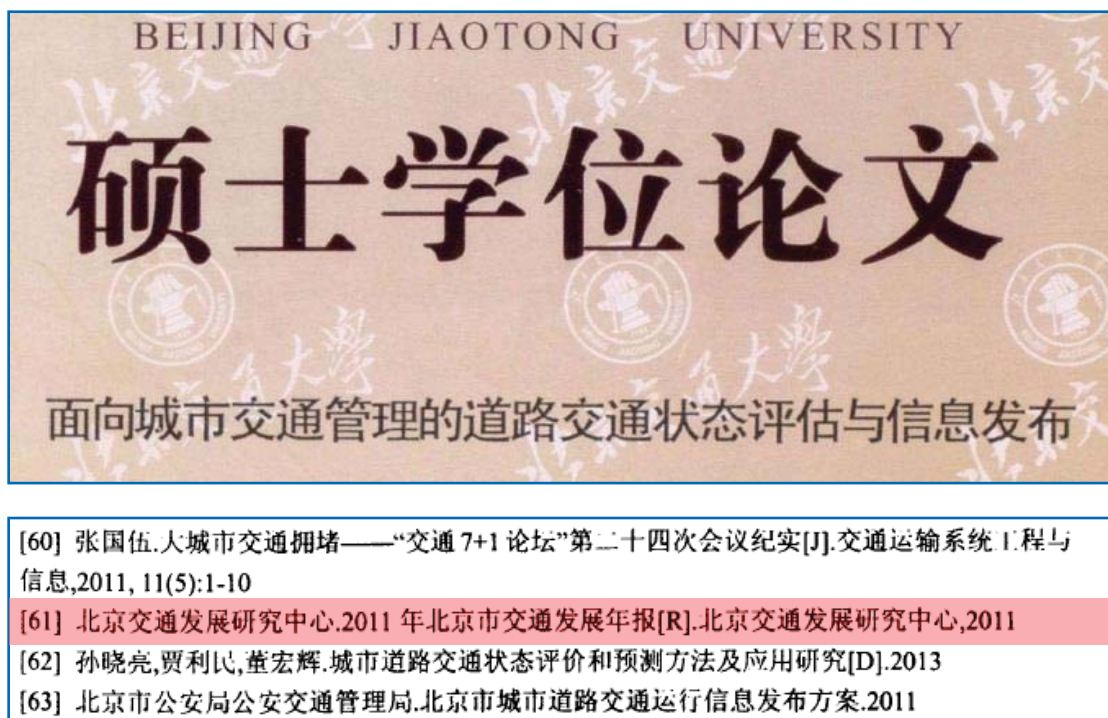 BEIJING JIAOTONG UNIVERSITY
硕士学位论文
面向城市交通管理的道路交通状态评估与信息发布
[60] 张国伍.大城市交通拥堵——“交通7+1论坛”第二十四次会议纪实[J].交通运输系统工程与
信息,2011, 11(5):1-10
[61] 北京交通发展研究中心.2011 年北京市交通发展年报[R].北京交通发展研究中心,2011
[62] 孙晓亮,贾利民,董宏辉.城市道路交通状态评价和预测方法及应用研究[D].2013
[63] 北京市公安局公安交通管理局.北京市城市道路交通运行信息发布方案.2011